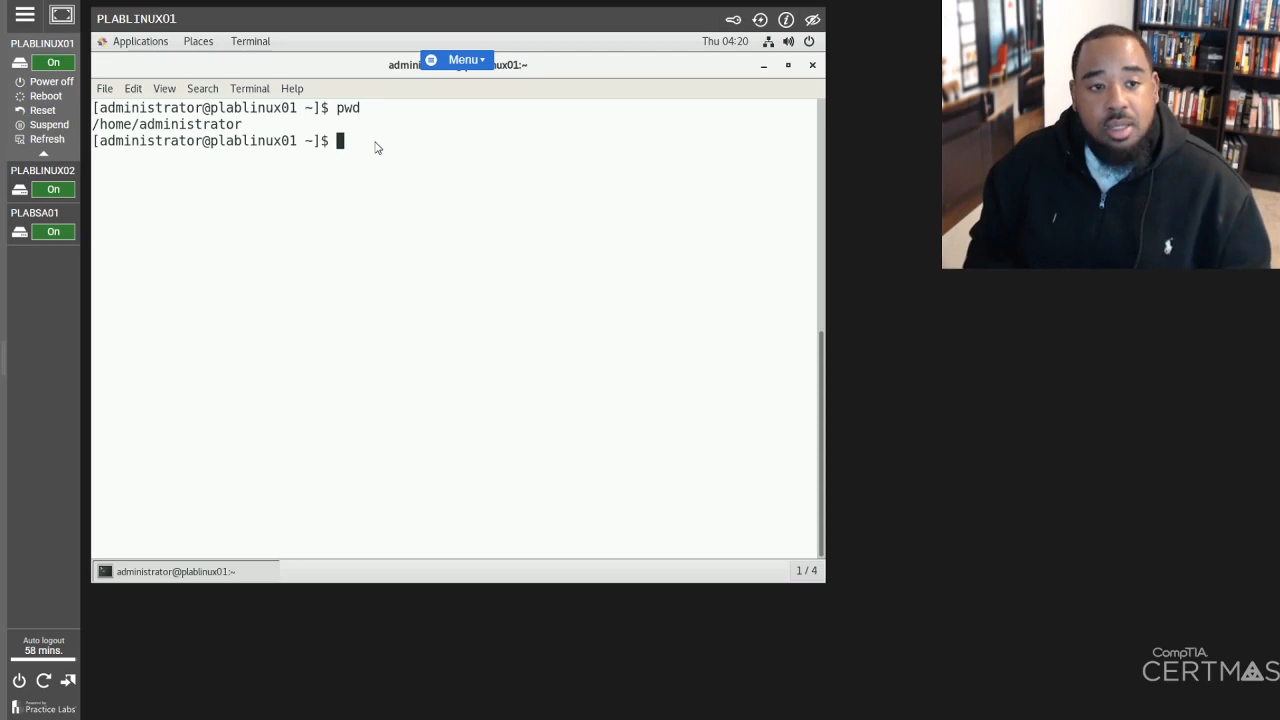 PLABLINUX01
On
Power off
Reboot
Reset
Suspend
Refresh
PLABLINUX02
On
PLABSA01
On
Auto logout
58 mins.
Powered by
Practice Labs
PLABLINUX01
Applications Places Terminal Thu 04:20
Menu
File Edit View Search Terminal Help
[administrator@plablinux01 ~]$ pwd
/home/administrator
[administrator@plablinux01 ~]$
administrator@plablinux01:~
1 / 4
CompTIA.
CERTMAS